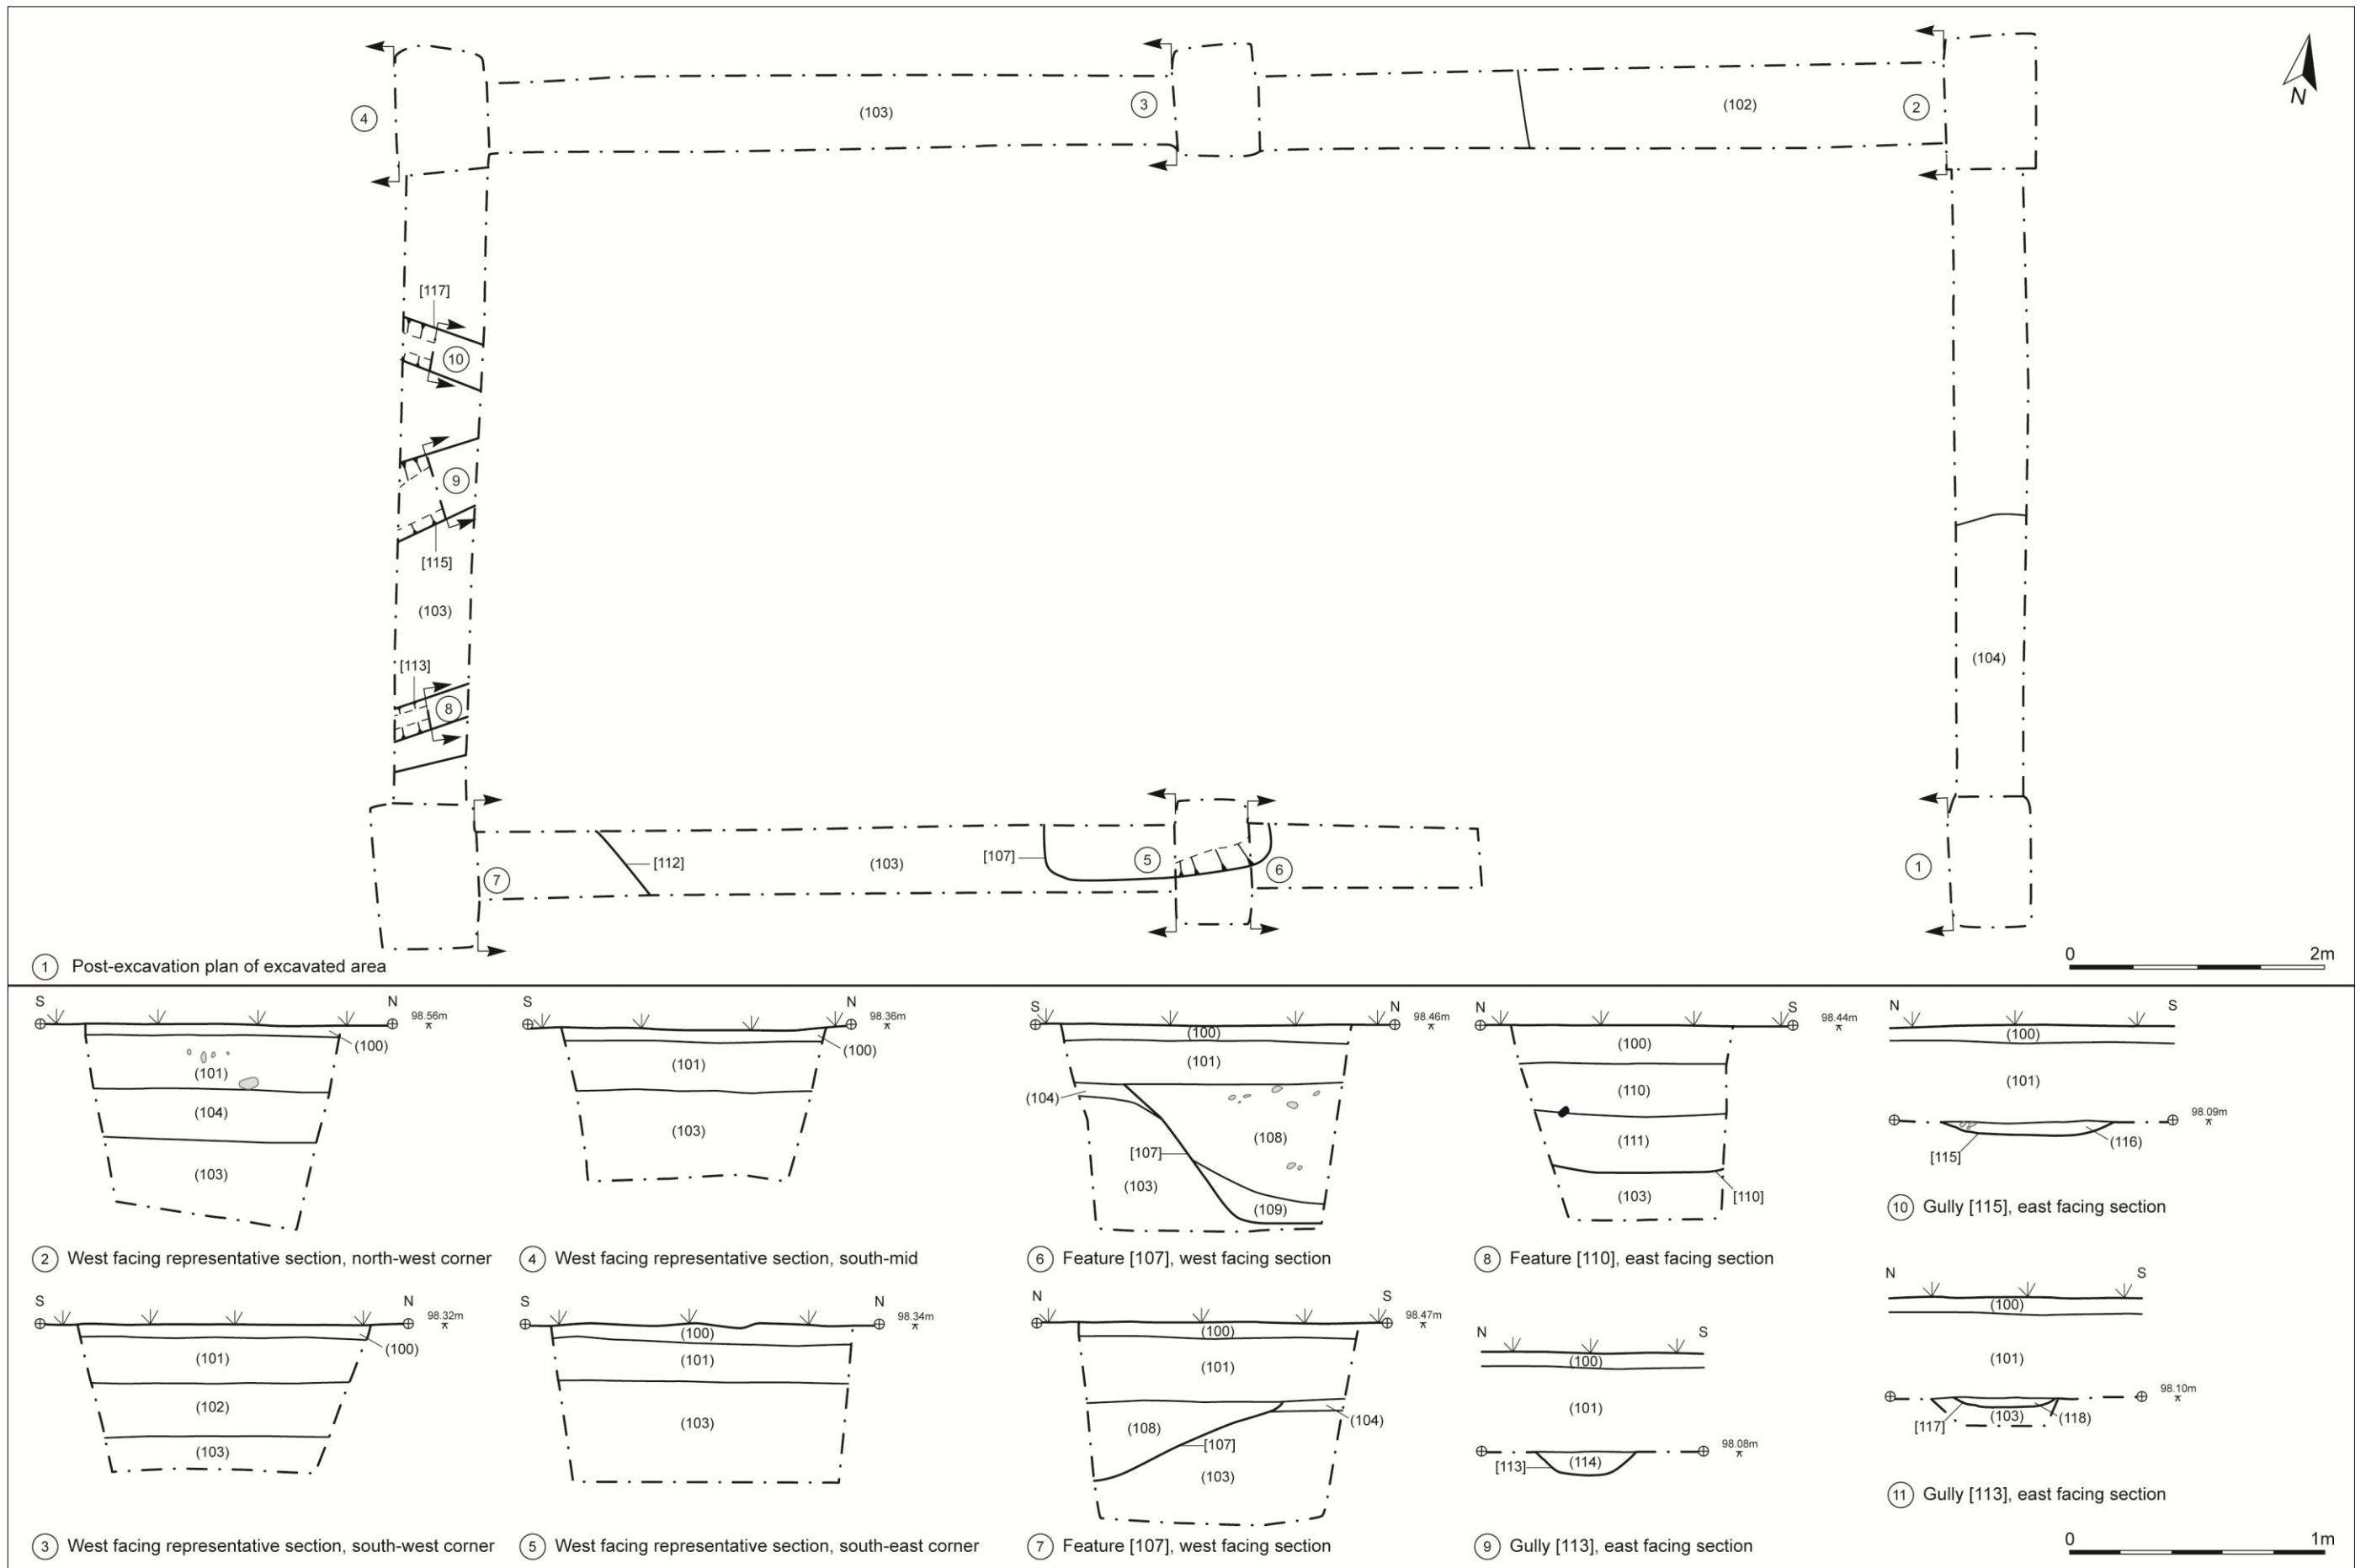 4
3
2
(103)
(102)
N
[117]
10
9
[115]
(103)
[113]
8
(104)
7
[112]
(103)
[107]
5
6
1
1 Post-excavation plan of excavated area
0 2m
S N
98.56m
(100)
(101)
(104)
(103)
2 West facing representative section, north-west corner
S N
98.32m
(100)
(101)
(102)
(103)
3 West facing representative section, south-west corner
S N
98.36m
(100)
(101)
(103)
4 West facing representative section, south-mid
S N
98.34m
(100)
(101)
(103)
5 West facing representative section, south-east corner
S N
98.46m
(100)
(101)
(104)
(108)
[107]
(103)
(109)
6 Feature [107], west facing section
N S
98.47m
(100)
(101)
(108)
(104)
[107]
(103)
7 Feature [107], west facing section
N S
98.44m
(100)
(110)
(111)
(103)
[110]
8 Feature [110], east facing section
N S
(100)
(101)
98.08m
[113]
(114)
9 Gully [113], east facing section
N S
(100)
(101)
98.09m
(116)
[115]
10 Gully [115], east facing section
N S
(100)
(101)
98.10m
[117]
(103)
(118)
11 Gully [113], east facing section
0 1m